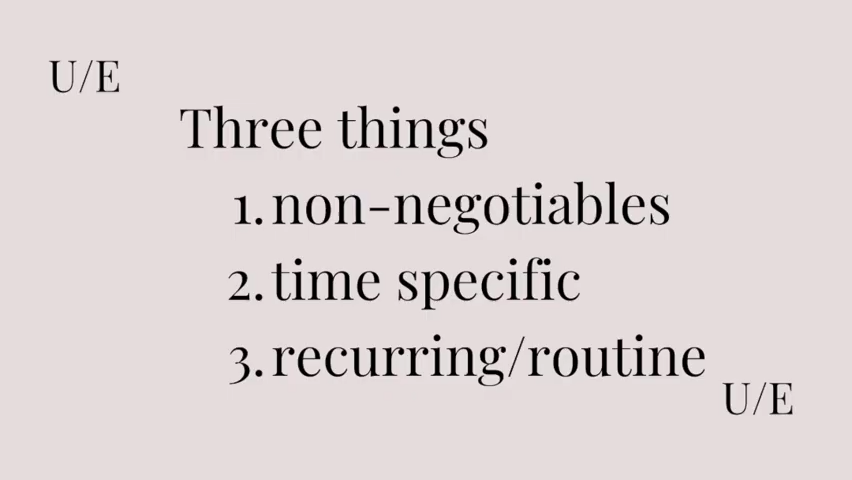 U/E
Three things
1. non-negotiables
2. time specific
3. recurring/routine
U/E